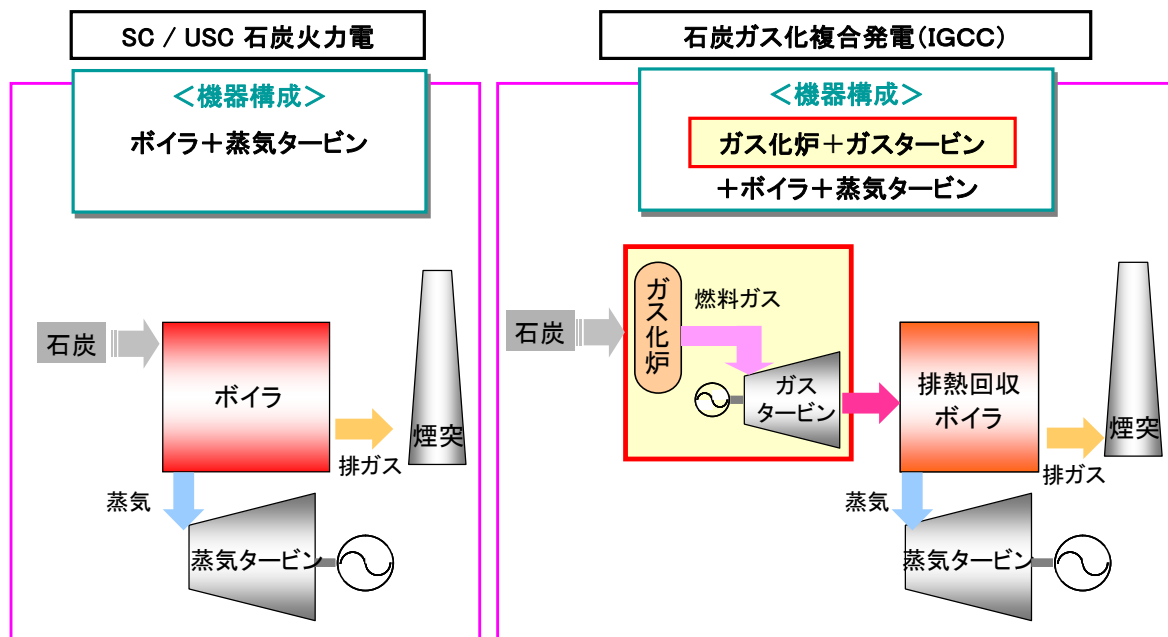 SC / USC 石炭火力電
＜機器構成＞
ボイラ＋蒸気タービン
石炭
ボイラ
排ガス
煙突
蒸気
蒸気タービン
石炭ガス化複合発電（IGCC）
＜機器構成＞
ガス化炉＋ガスタービン
＋ボイラ＋蒸気タービン
石炭
ガス化炉
燃料ガス
ガス
タービン
排熱回収
ボイラ
排ガス
煙突
蒸気
蒸気タービン